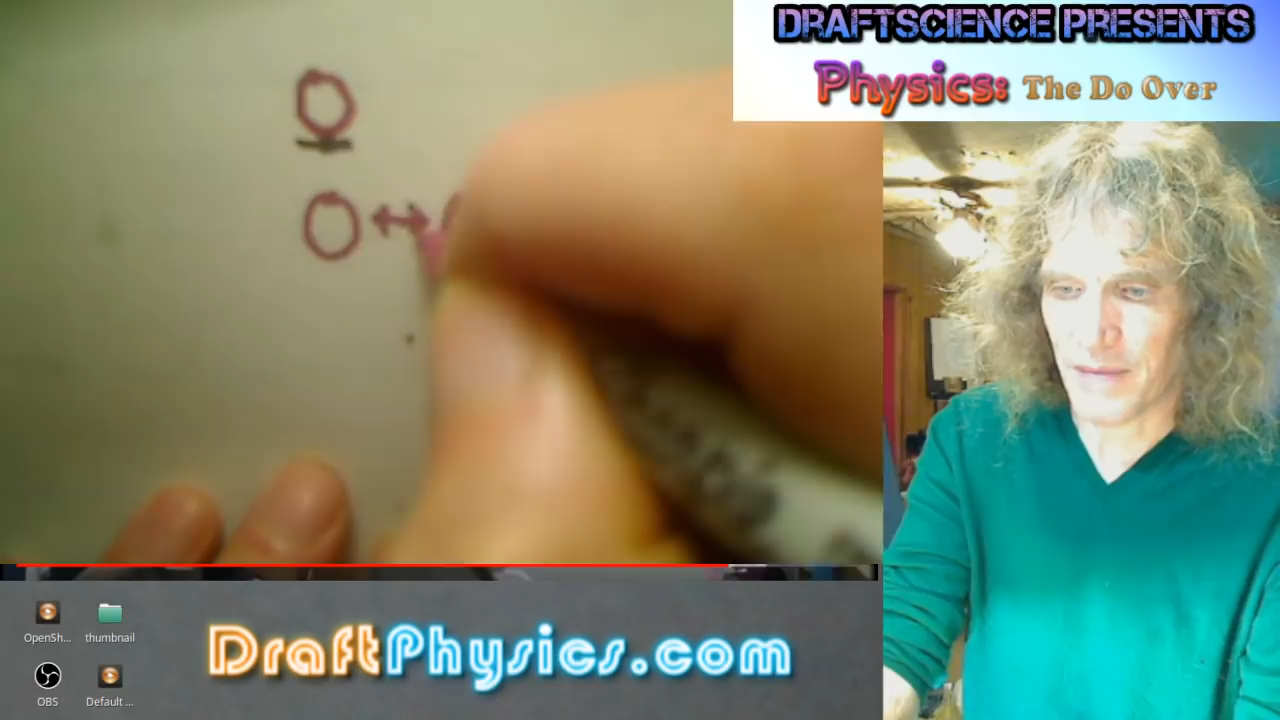 DRAFTSCIENCE PRESENTS
Physics: The Do Over
O
O ↔
OpenSh...
thumbnail
OBS
Default ...
DraftPhysics.com